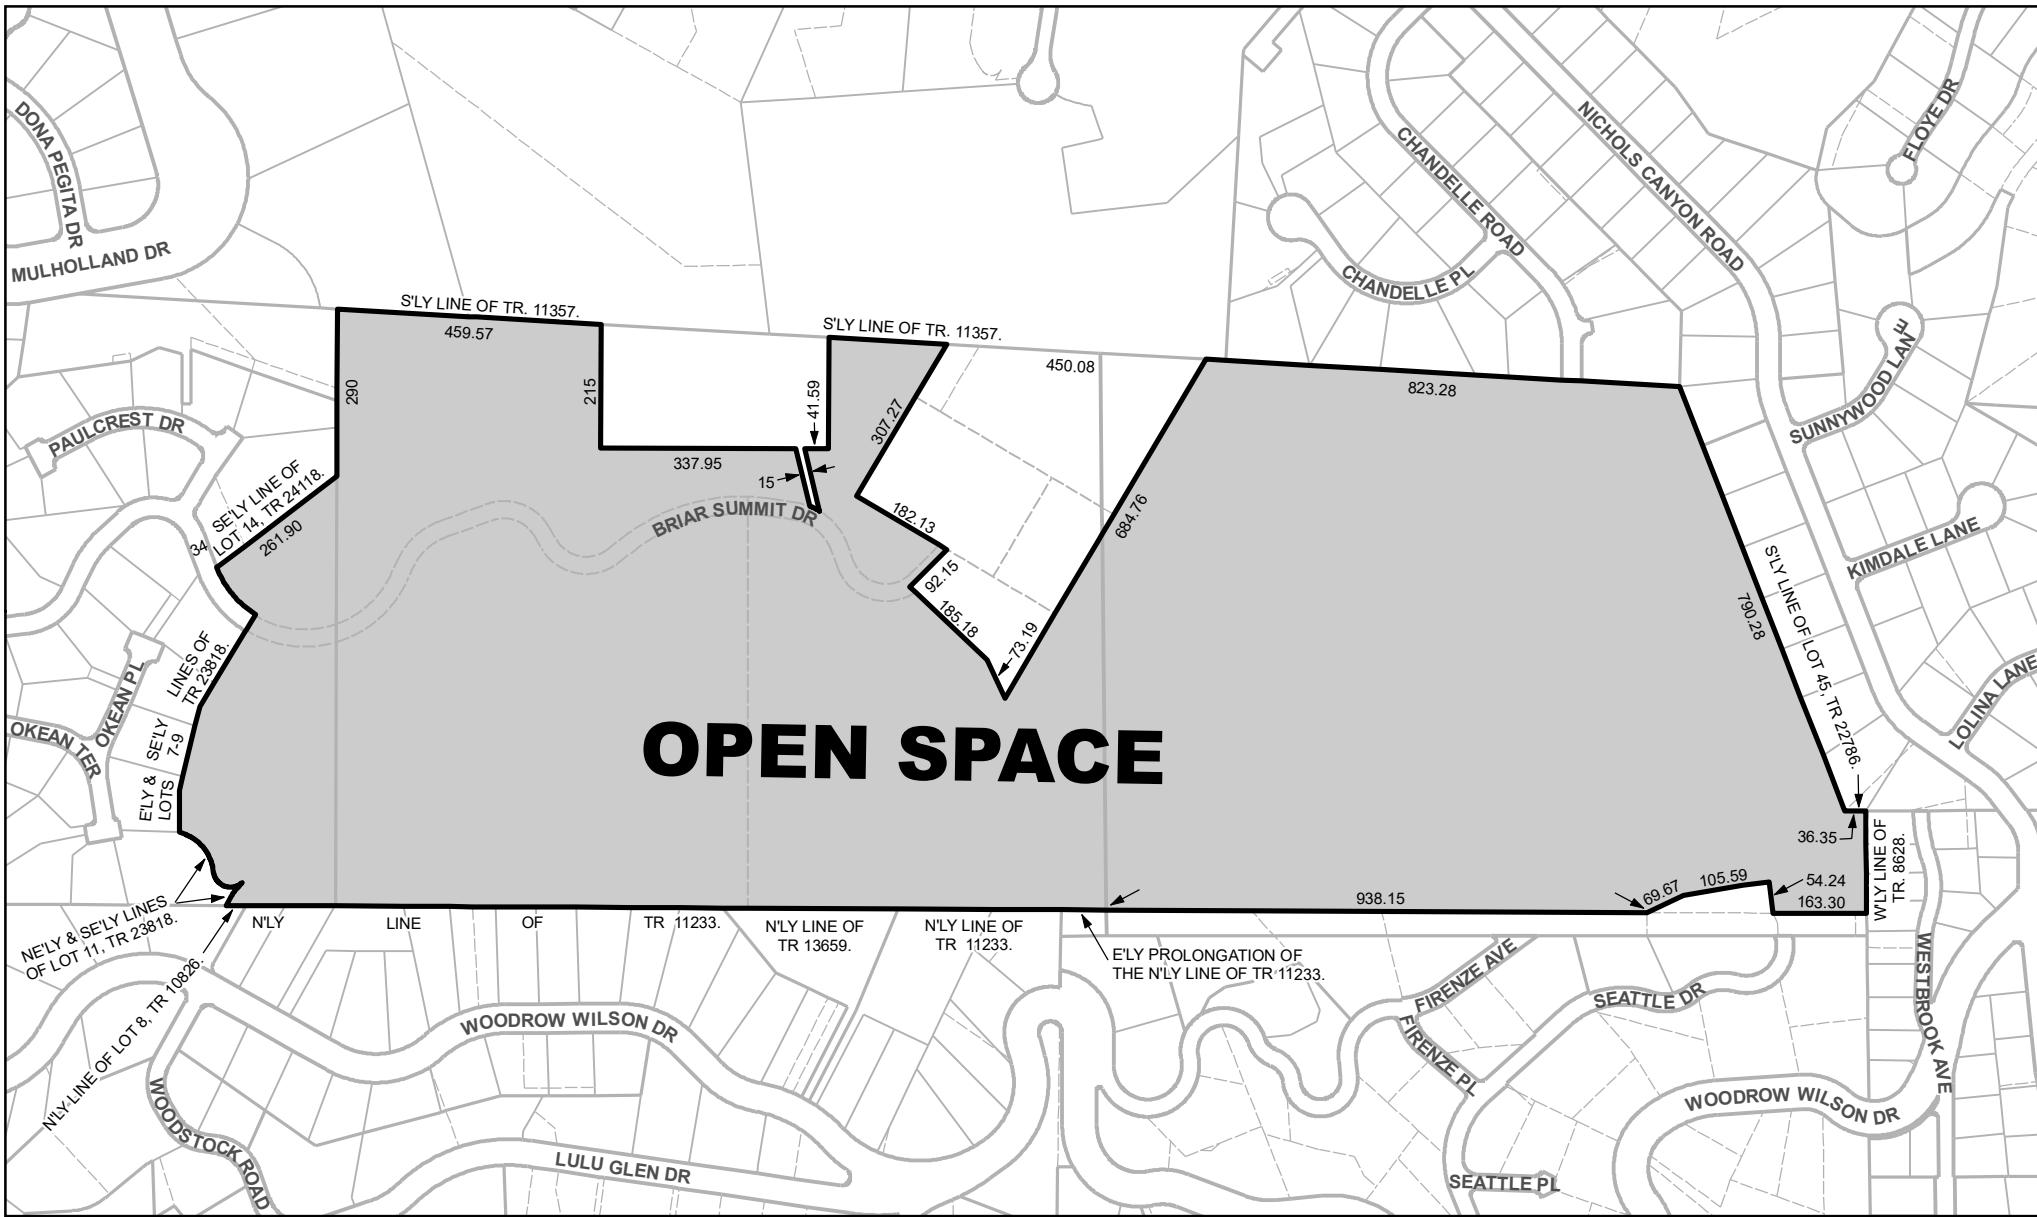 DONA PEGITA DR
MULHOLLAND DR
NICHOLS CANYON ROAD
FLOYE DR
CHANDELLE ROAD
CHANDELLE PL
S'LY LINE OF TR. 11357.
459.57
S'LY LINE OF TR. 11357.
450.08
823.28
290
215
41.59
307.27
337.95
15
182.13
684.76
92.15
185.18
73.19
BRIAR SUMMIT DR
PAULCREST DR
SE'LY LINE OF
LOT 14, TR 24118.
34
261.90
SUNNYWOOD LANE
KIMDALE LANE
S'LY LINE OF LOT 45, TR 22786.
790.28
LOLINA LANE
LINES OF
TR 23818.
E'LY & SE'LY
LOTS 7-9
OKEAN PL
OKEAN TER
OPEN SPACE
36.35
W'LY LINE OF
TR. 8628.
54.24
163.30
105.59
69.67
938.15
NE'LY & SE'LY LINES
OF LOT 11, TR 23818.
N'LY LINE OF LOT 8, TR 10826.
N'LY LINE OF TR 11233.
N'LY LINE OF
TR 13659.
N'LY LINE OF
TR 11233.
E'LY PROLONGATION OF
THE N'LY LINE OF TR 11233.
FIRENZE AVE
FIRENZE PL
SEATTLE DR
WESTBROOK AVE
WOODROW WILSON DR
WOODROW WILSON DR
WOODSTOCK ROAD
LULU GLEN DR
SEATTLE PL